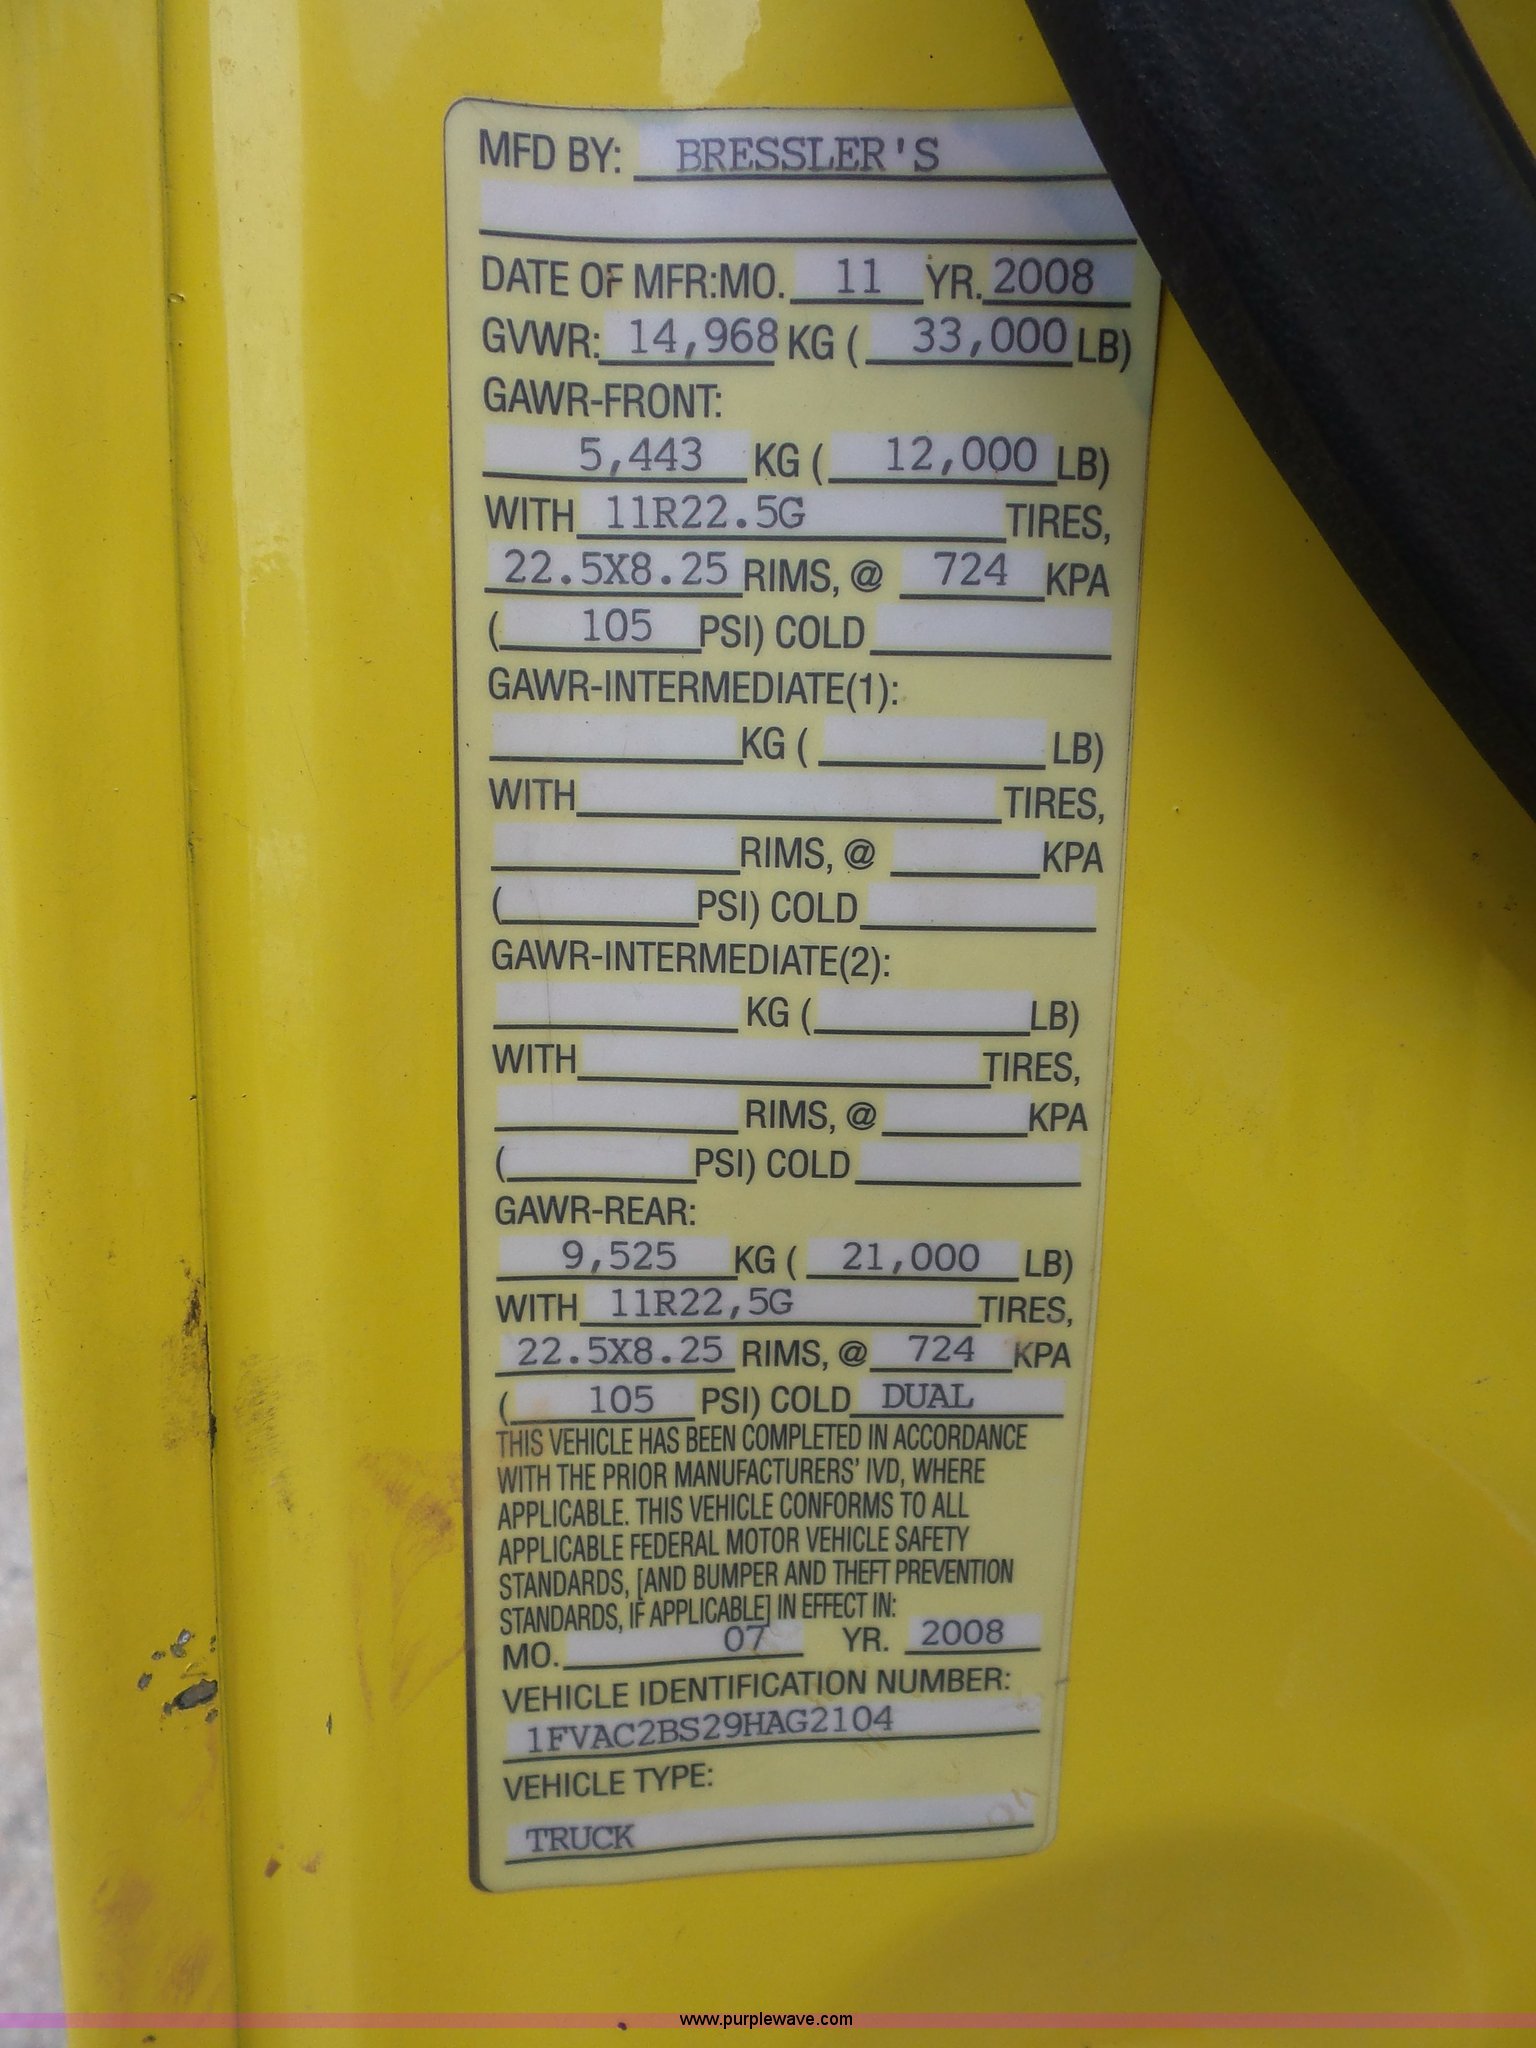 MFD BY: BRESSLER'S
DATE OF MFR:MO. 11 YR. 2008
GVWR: 14,968 KG ( 33,000 LB)
GAWR-FRONT:
5,443 KG ( 12,000 LB)
WITH 11R22.5G TIRES,
22.5X8.25 RIMS, @ 724 KPA
( 105 PSI) COLD
GAWR-INTERMEDIATE(1):
KG ( LB)
WITH TIRES,
RIMS, @ KPA
( PSI) COLD
GAWR-INTERMEDIATE(2):
KG ( LB)
WITH TIRES,
RIMS, @ KPA
( PSI) COLD
GAWR-REAR:
9,525 KG ( 21,000 LB)
WITH 11R22,5G TIRES,
22.5X8.25 RIMS, @ 724 KPA
( 105 PSI) COLD DUAL
THIS VEHICLE HAS BEEN COMPLETED IN ACCORDANCE
WITH THE PRIOR MANUFACTURERS' IVD, WHERE
APPLICABLE. THIS VEHICLE CONFORMS TO ALL
APPLICABLE FEDERAL MOTOR VEHICLE SAFETY
STANDARDS, [AND BUMPER AND THEFT PREVENTION
STANDARDS, IF APPLICABLE] IN EFFECT IN:
MO. 07 YR. 2008
VEHICLE IDENTIFICATION NUMBER:
1FVAC2BS29HAG2104
VEHICLE TYPE:
TRUCK
www.purplewave.com